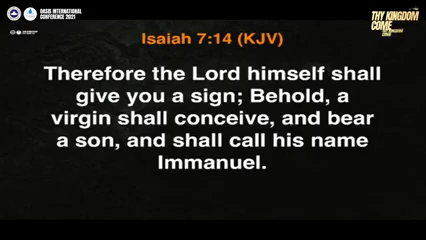 OASIS INTERNATIONAL
CONFERENCE 2021
THY KINGDOM
COME
Isaiah 7:14 (KJV)
Therefore the Lord himself shall
give you a sign; Behold, a
virgin shall conceive, and bear
a son, and shall call his name
Immanuel.